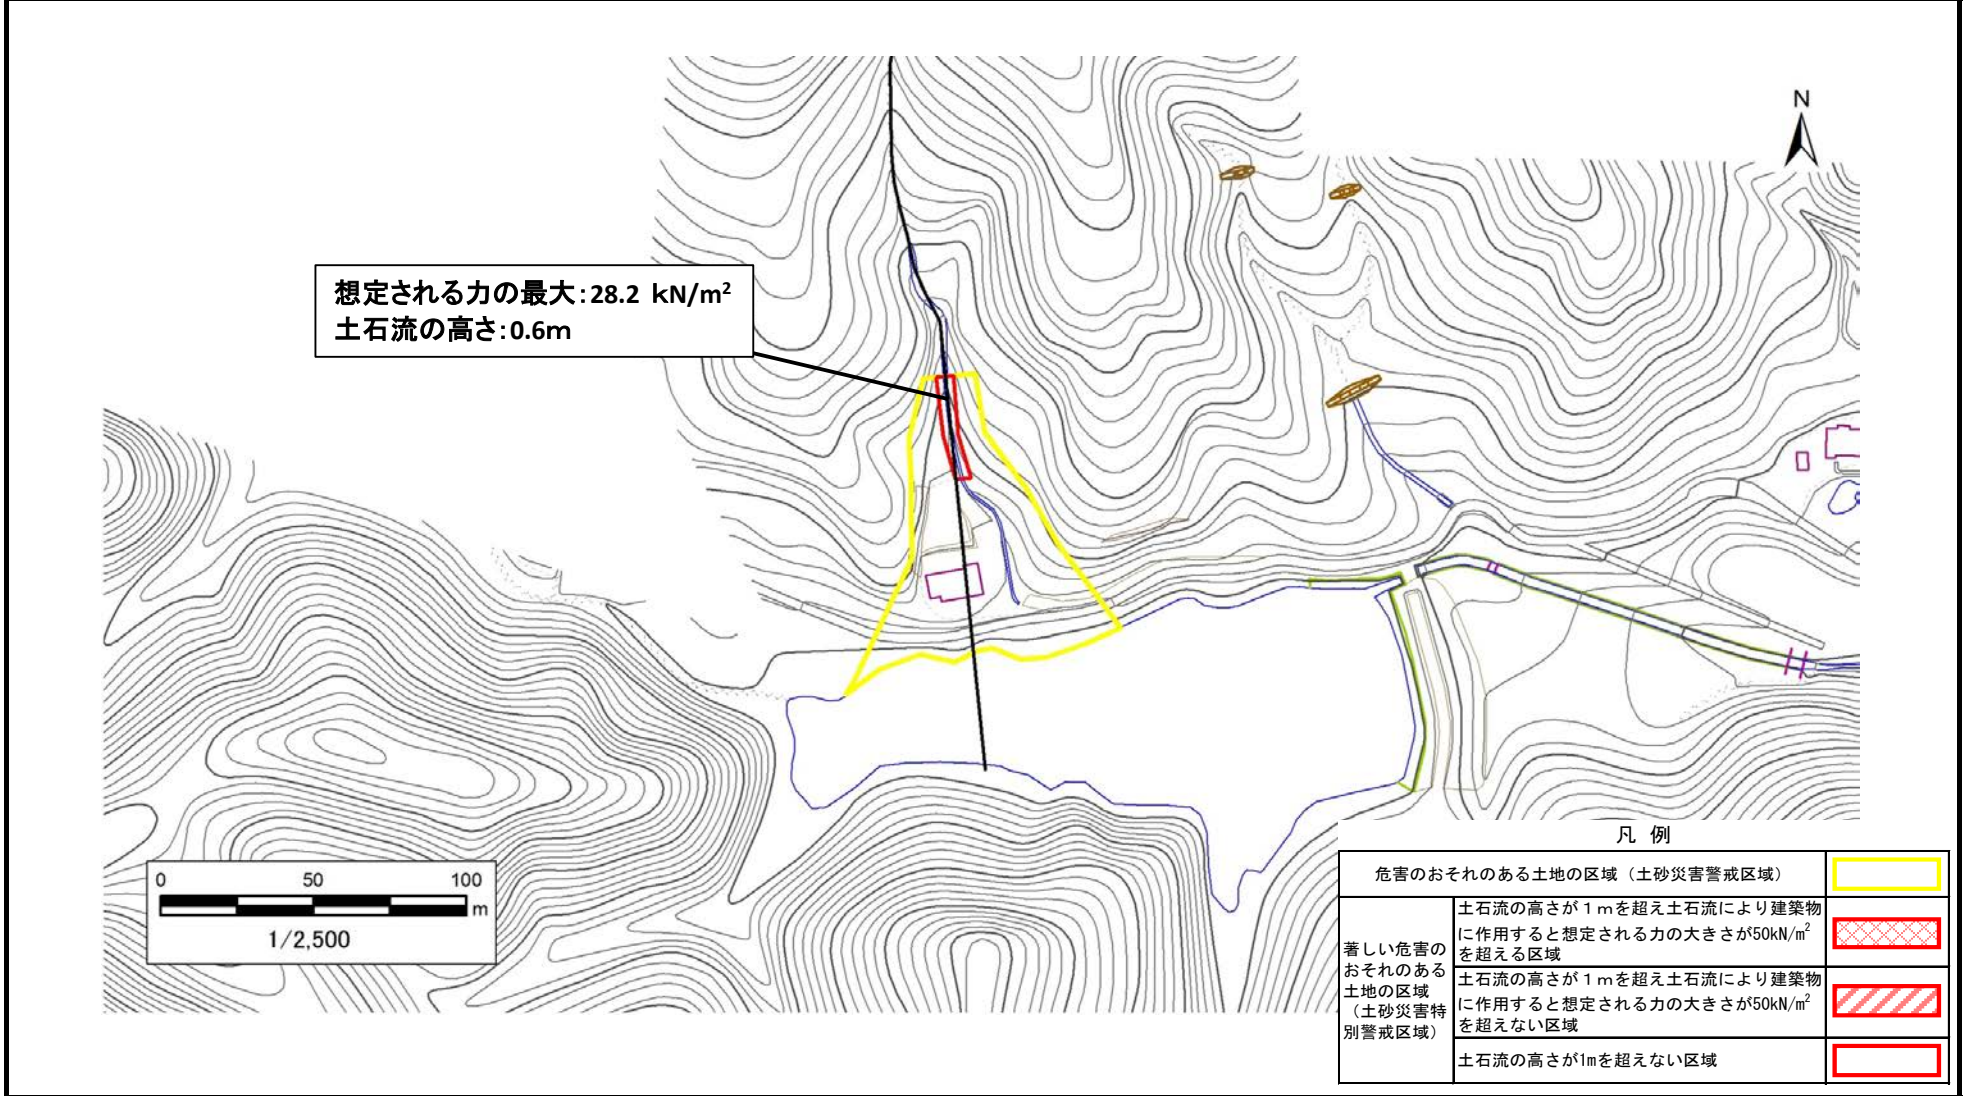 N
想定される力の最大:28.2 kN/m²
土石流の高さ:0.6m
0 50 100
m
1/2,500
凡 例
危害のおそれのある土地の区域（土砂災害警戒区域）
著しい危害の
おそれのある
土地の区域
（土砂災害特
別警戒区域）
土石流の高さが１ｍを超え土石流により建築物
に作用すると想定される力の大きさが50kN/m²
を超える区域
土石流の高さが１ｍを超え土石流により建築物
に作用すると想定される力の大きさが50kN/m²
を超えない区域
土石流の高さが1mを超えない区域